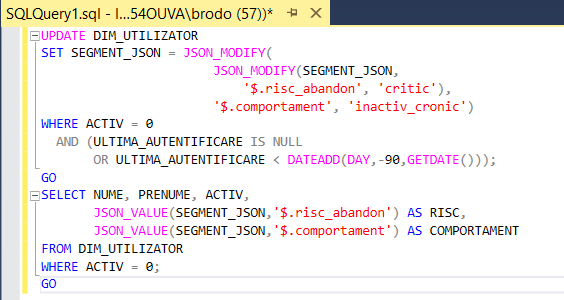 SQLQuery1.sql - l...54OUVA\brodo (57))*
UPDATE DIM_UTILIZATOR
SET SEGMENT_JSON = JSON_MODIFY(
JSON_MODIFY(SEGMENT_JSON,
'$.risc_abandon', 'critic'),
'$.comportament', 'inactiv_cronic')
WHERE ACTIV = 0
AND (ULTIMA_AUTENTIFICARE IS NULL
OR ULTIMA_AUTENTIFICARE < DATEADD(DAY,-90,GETDATE()));
GO
SELECT NUME, PRENUME, ACTIV,
JSON_VALUE(SEGMENT_JSON,'$.risc_abandon') AS RISC,
JSON_VALUE(SEGMENT_JSON,'$.comportament') AS COMPORTAMENT
FROM DIM_UTILIZATOR
WHERE ACTIV = 0;
GO